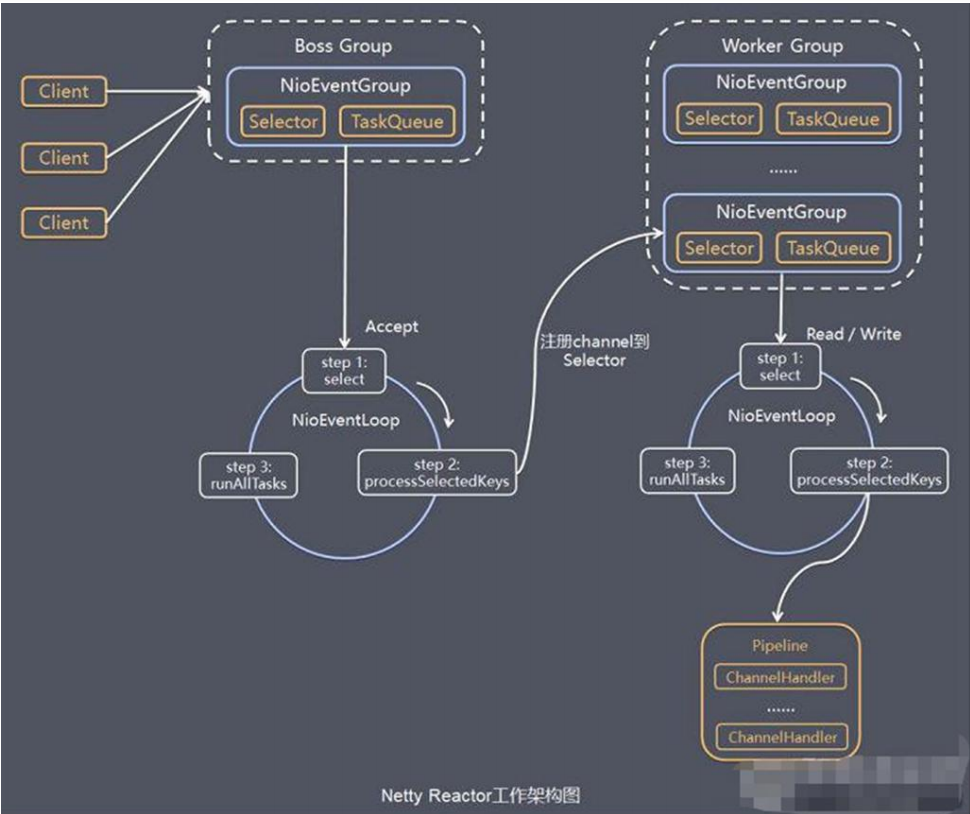 Client
Client
Client
Boss Group
NioEventGroup
Selector
TaskQueue
Accept
step 1:
select
NioEventLoop
step 2:
processSelectedKeys
step 3:
runAllTasks
注册channel到
Selector
Worker Group
NioEventGroup
Selector
TaskQueue
......
NioEventGroup
Selector
TaskQueue
Read / Write
step 1:
select
NioEventLoop
step 2:
processSelectedKeys
step 3:
runAllTasks
Pipeline
ChannelHandler
......
ChannelHandler
Netty Reactor工作架构图